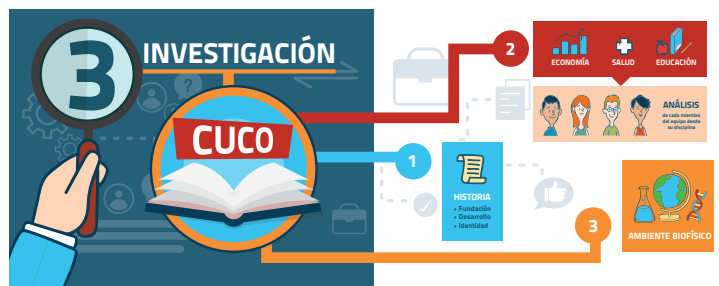 3
INVESTIGACIÓN
?
CUCO
1
HISTORIA
• Fundación
• Desarrollo
• Identidad
2
ECONOMÍA
SALUD
EDUCACIÓN
ANÁLISIS
de cada miembro
del equipo desde
su disciplina
3
AMBIENTE BIOFÍSICO